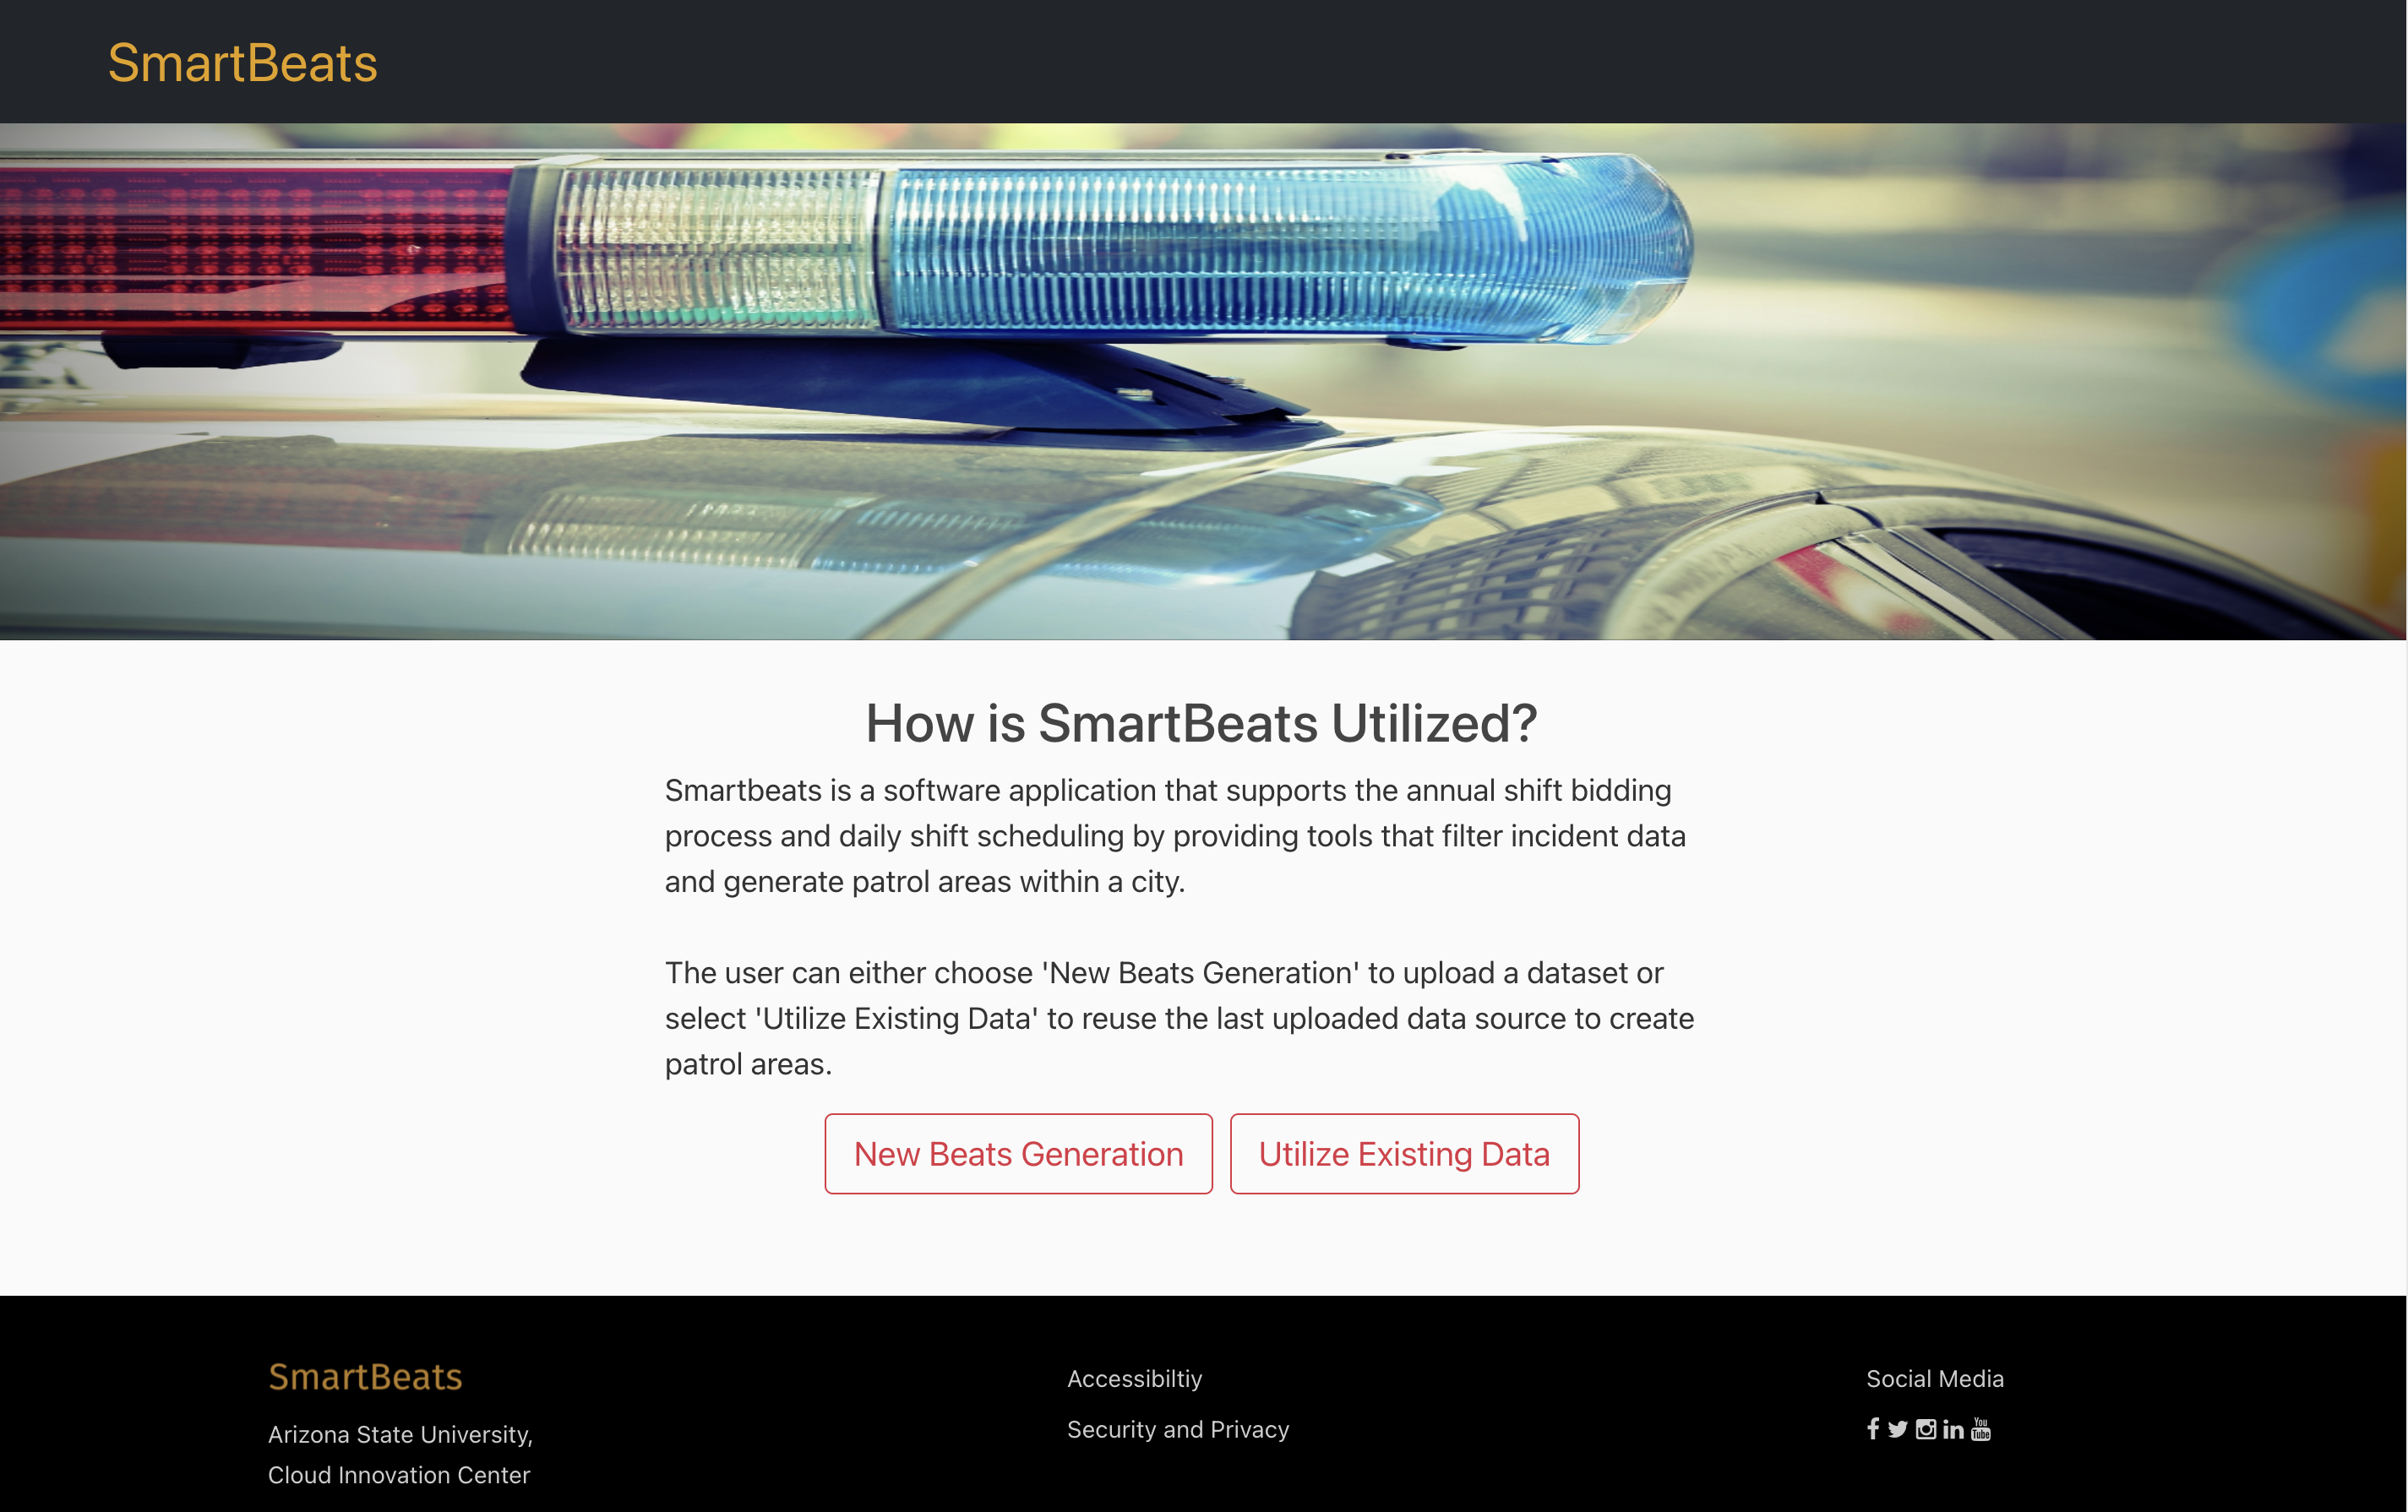 SmartBeats
How is SmartBeats Utilized?
Smartbeats is a software application that supports the annual shift bidding
process and daily shift scheduling by providing tools that filter incident data
and generate patrol areas within a city.
The user can either choose 'New Beats Generation' to upload a dataset or
select 'Utilize Existing Data' to reuse the last uploaded data source to create
patrol areas.
New Beats Generation
Utilize Existing Data
SmartBeats
Arizona State University,
Cloud Innovation Center
Accessibiltiy
Security and Privacy
Social Media
You
Tube